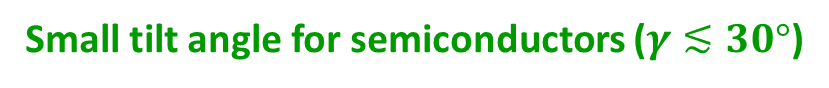 Small tilt angle for semiconductors (𝜸 ≲ 𝟑𝟎°)